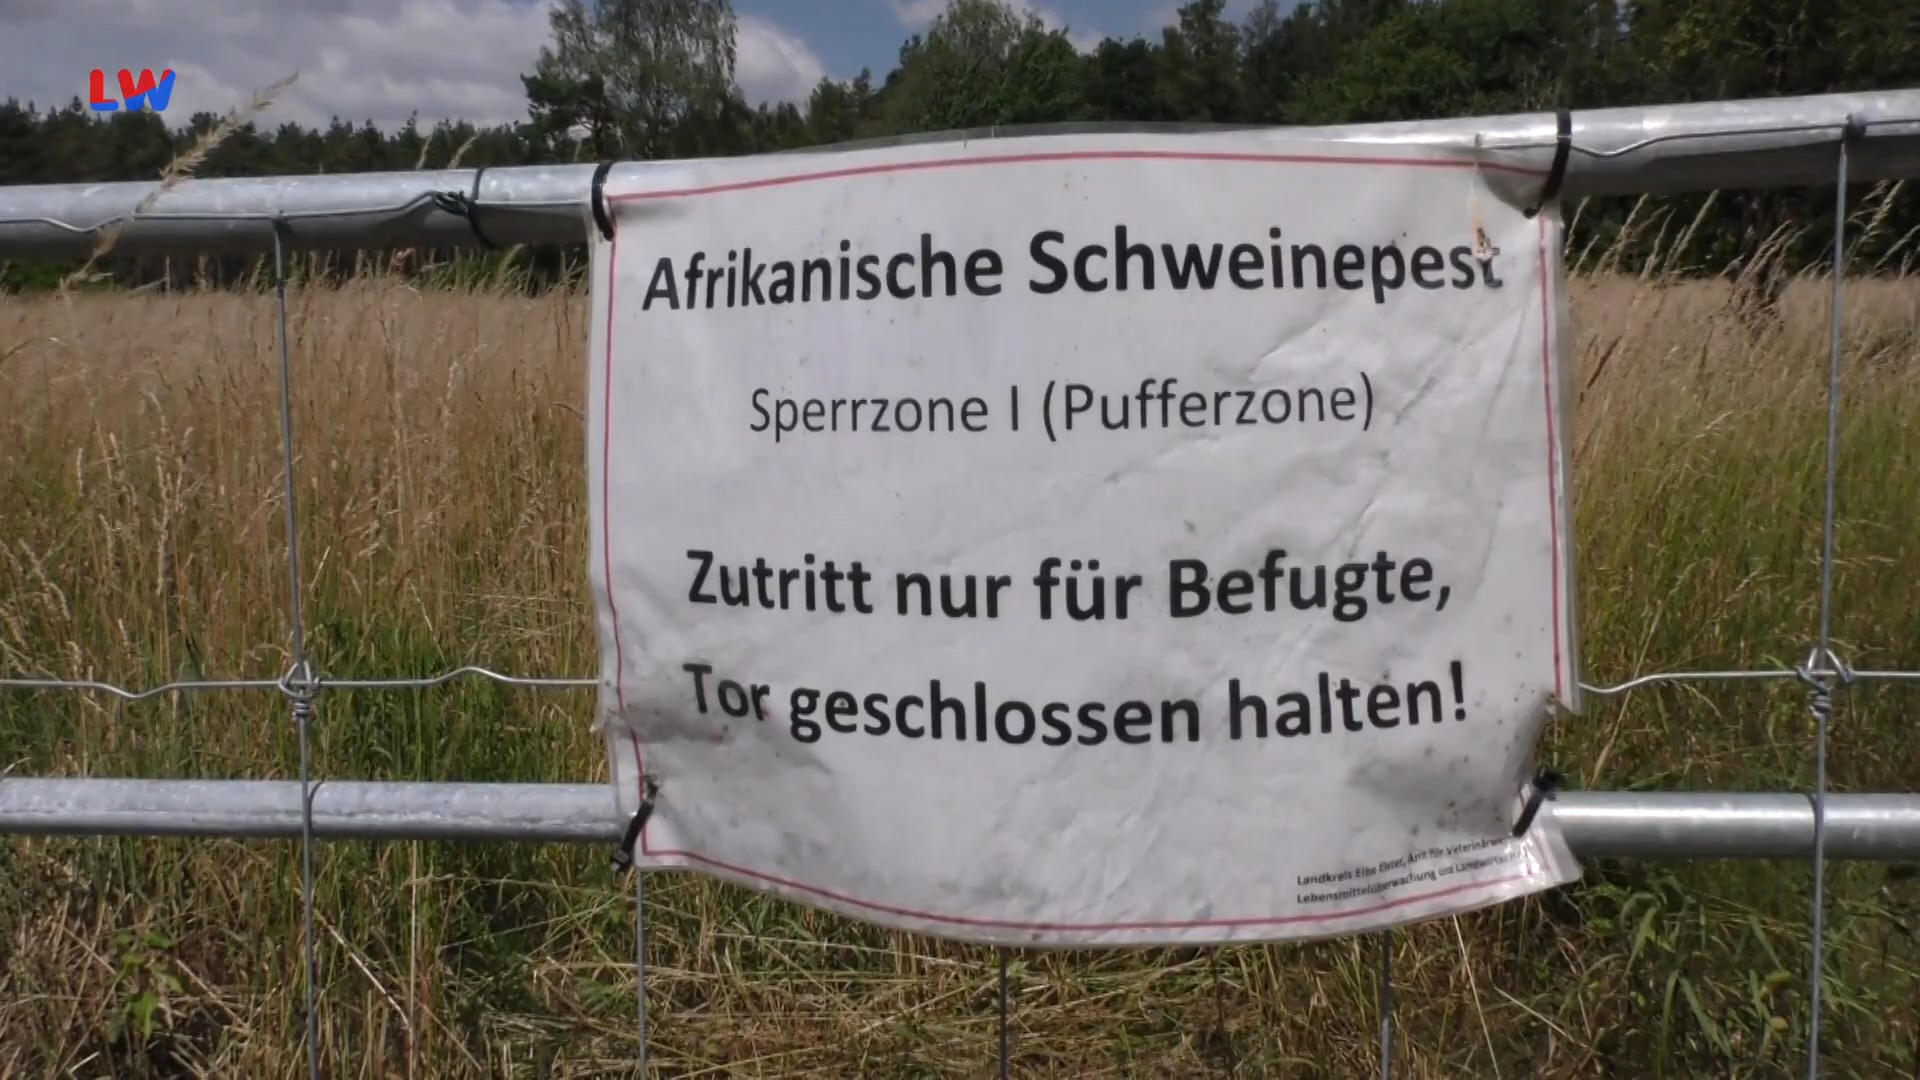 LW
Afrikanische Schweinepest
Sperrzone I (Pufferzone)
Zutritt nur für Befugte,
Tor geschlossen halten!
Landkreis Elbe Elster, Amt für
Lebensmittelüberwachung und